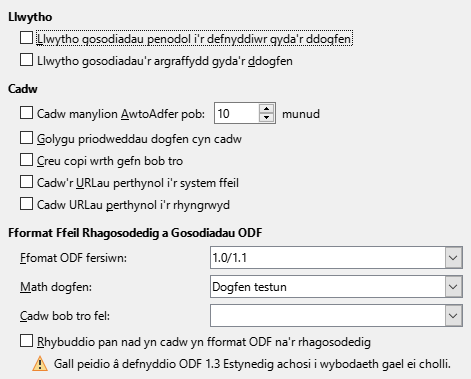 Llwytho
Llwytho gosodiadau penodol i'r defnyddiwr gyda'r ddogfen
Llwytho gosodiadau'r argraffydd gyda'r ddogfen
Cadw
Cadw manylion AwtoAdfer pob: 10 munud
Golygu priodweddau dogfen cyn cadw
Creu copi wrth gefn bob tro
Cadw'r URLau perthynol i'r system ffeil
Cadw URLau perthynol i'r rhyngrwyd
Fformat Ffeil Rhagosodedig a Gosodiadau ODF
Ffomat ODF fersiwn: 1.0/1.1
Math dogfen: Dogfen testun
Cadw bob tro fel:
Rhybuddio pan nad yn cadw yn fformat ODF na'r rhagosodedig
Gall peidio â defnyddio ODF 1.3 Estynedig achosi i wybodaeth gael ei cholli.